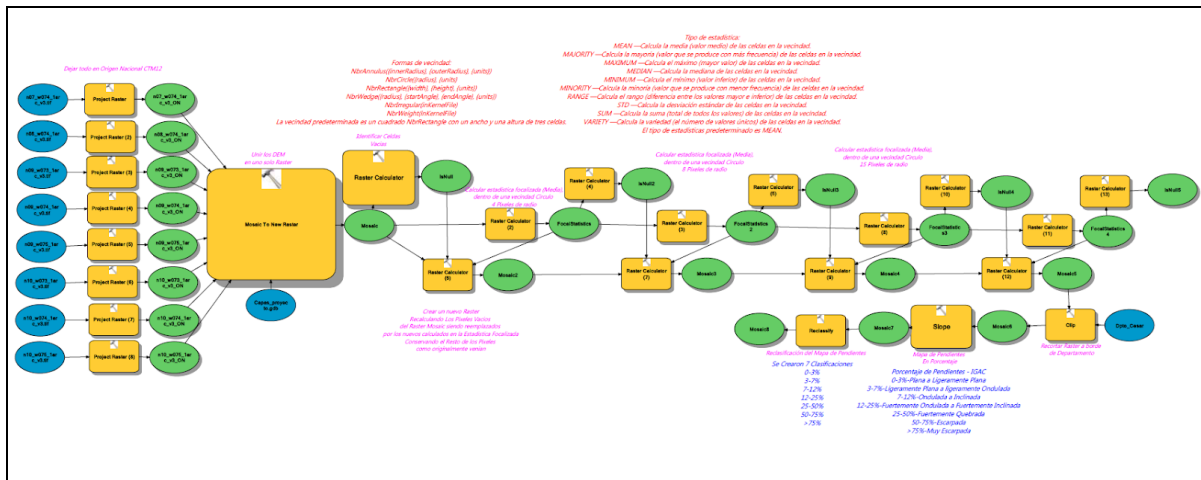 Dejar todo en Origen Nacional CTM12
n07_w074_1ar
c_v3.tif
Project Raster
n07_w074_1ar
c_v3_ON
Project Raster (2)
Project Raster (3)
Project Raster (4)
Project Raster (5)
Project Raster (6)
Project Raster (7)
Project Raster (8)
n08_w074_1ar
c_v3_ON
n10_w074_1ar
c_v3_ON
n10_w075_1ar
c_v3_ON
Unir los DEM
en uno solo Raster
Mosaic To New Raster
Formas de vecindad:
NbrAnnulus({innerRadius}, {outerRadius}, {units})
NbrCircle({radius}, {units}
NbrRectangle({width}, {height}, {units})
NbrWedge({radius}, {startAngle}, {endAngle}, {units})
NbrIrregular(inKernelFile)
NbrWeight(inKernelFile)
La vecindad predeterminada es un cuadrado NbrRectangle con un ancho y una altura de tres celdas.
Tipo de estadística:
MEAN —Calcula la media (valor medio) de las celdas en la vecindad.
MAJORITY —Calcula la mayoría (valor que se produce con más frecuencia) de las celdas en la vecindad.
MAXIMUM —Calcula el máximo (mayor valor) de las celdas en la vecindad.
MEDIAN —Calcula la mediana de las celdas en la vecindad.
MINIMUM —Calcula el mínimo (valor inferior) de las celdas en la vecindad.
MINORITY —Calcula la minoría (valor que se produce con menor frecuencia) de las celdas en la vecindad.
RANGE —Calcula el rango (diferencia entre los valores mayor e inferior) de las celdas en la vecindad.
STD —Calcula la desviación estándar de las celdas en la vecindad.
SUM —Calcula la suma (total de todos los valores) de las celdas en la vecindad.
VARIETY —Calcula la variedad (el número de valores únicos) de las celdas en la vecindad.
El tipo de estadísticas predeterminado es MEAN.
Identificar Celdas
Vacias
Raster Calculator
IsNull
Mosaic
Calcular estadística focalizada (Media),
dentro de una vecindad Circulo
4 Pixeles de radio
Raster Calculator
(2)
FocalStatistics
Raster Calculator
(4)
IsNull2
Raster Calculator
(3)
Calcular estadística focalizada (Media),
dentro de una vecindad Circulo
8 Pixeles de radio
FocalStatistics
2
IsNull3
Raster Calculator
(8)
Calcular estadística focalizada (Media),
dentro de una vecindad Circulo
15 Pixeles de radio
Raster Calculator
(10)
FocalStatistic
s3
IsNull4
Raster Calculator
(11)
Raster Calculator
(13)
FocalStatistics
4
IsNull5
Mosaic2
Raster Calculator
(7)
Mosaic3
Raster Calculator
(9)
Mosaic4
Raster Calculator
(12)
Mosaic5
Crear un nuevo Raster
Recalculando Los Pixeles Vacios
del Raster Mosaic siendo reemplazados
por los nuevos calculados en la Estadística Focalizada
Conservando el Resto de los Pixeles
como originalmente venian
Clip
Recortar Raster a borde
de Departamento
Mosaic6
Slope
Mapa de Pendientes
En Porcentaje
Mosaic7
Reclassify
Reclasificación del Mapa de Pendientes
Mosaic8
Se Crearon 7 Clasificaciones
0-3%
3-7%
7-12%
12-25%
25-50%
50-75%
>75%
Porcentaje de Pendientes - IGAC
0-3%-Plana a Ligeramente Plana
3-7%-Ligeramente Plana a ligeramente Ondulada
7-12%-Ondulada a Inclinada
12-25%-Fuertemente Ondulada a Fuertemente Inclinada
25-50%-Fuertemente Quebrada
50-75%-Escarpada
>75%-Muy Escarpada